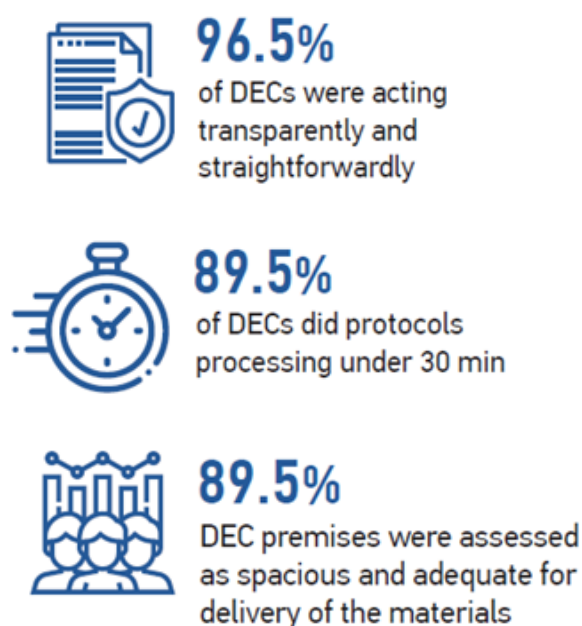 96.5%
of DECs were acting
transparently and
straightforwardly
89.5%
of DECs did protocols
processing under 30 min
89.5%
DEC premises were assessed
as spacious and adequate for
delivery of the materials